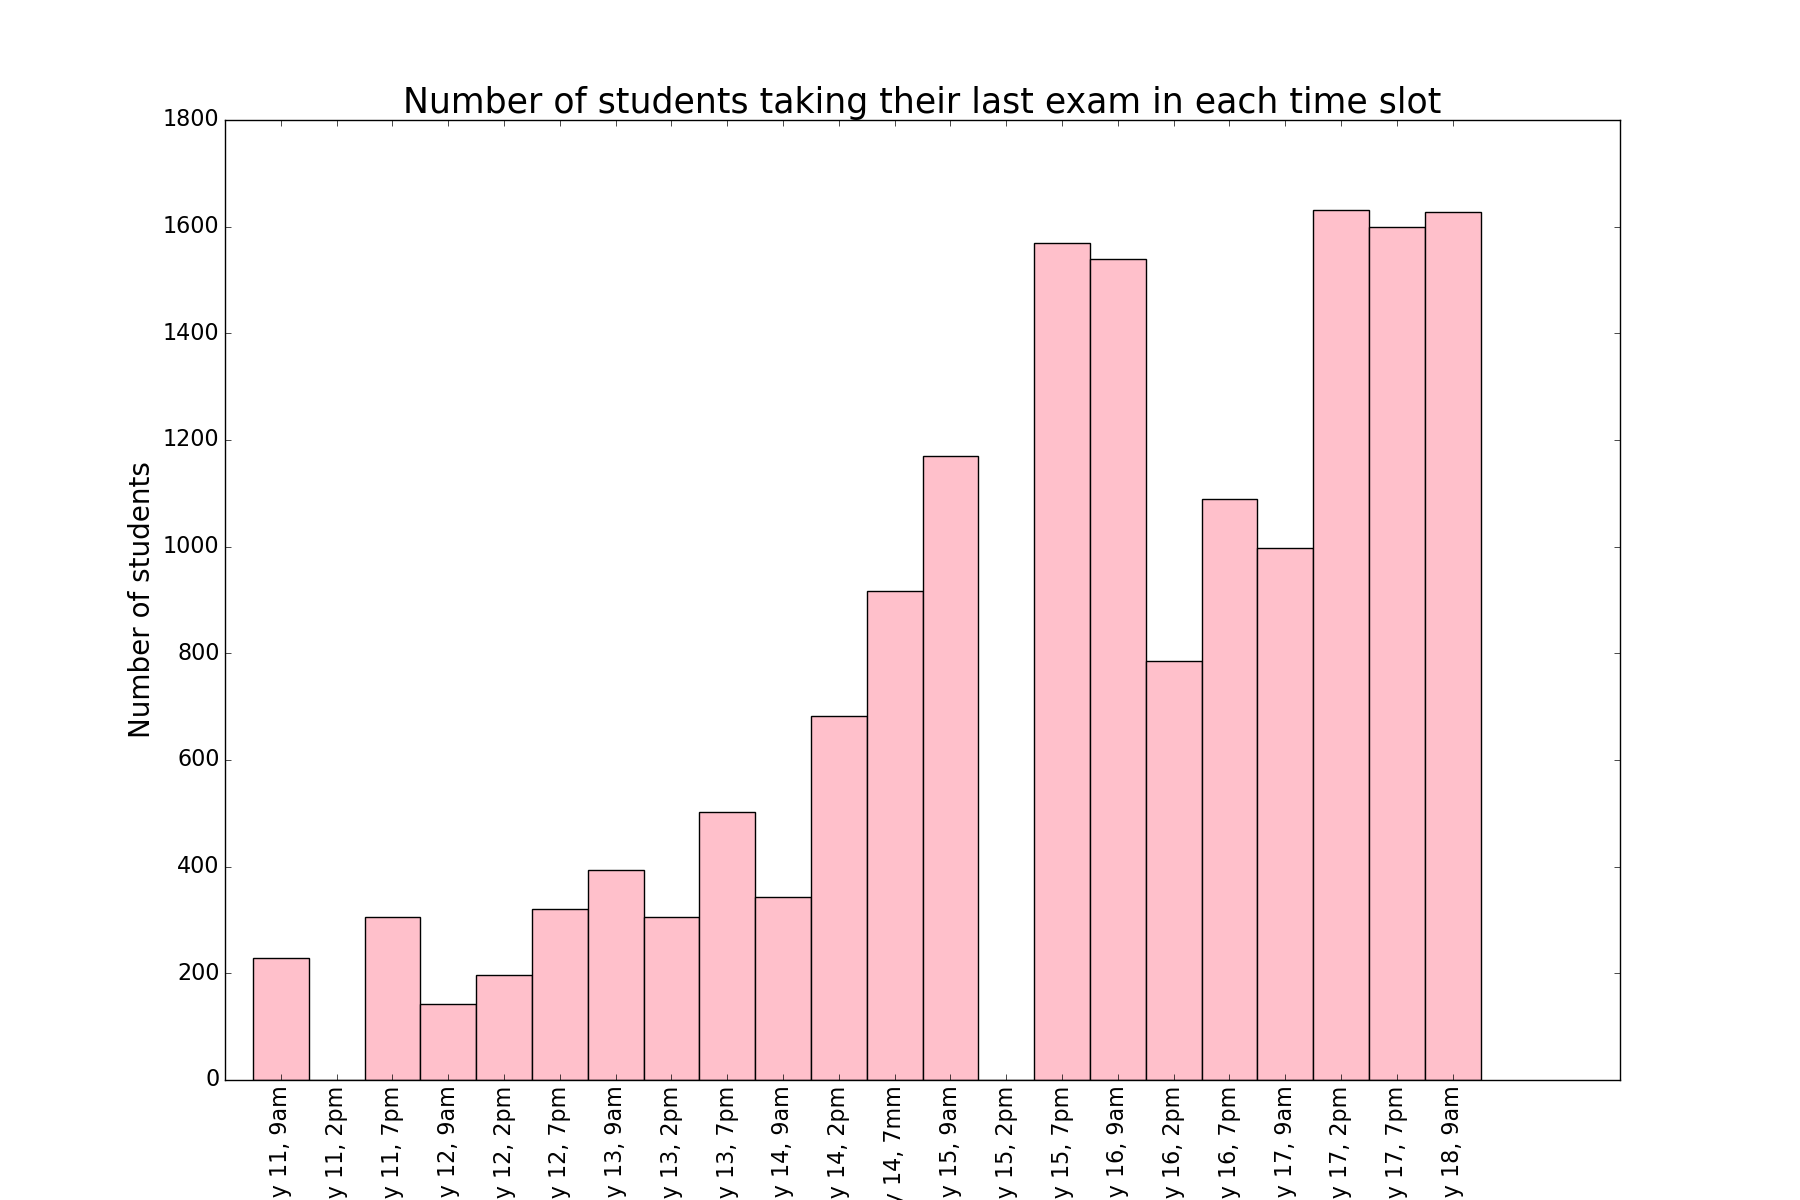 Number of students taking their last exam in each time slot
Number of students
1800
1600
1400
1200
1000
800
600
400
200
0
y 11, 9am
y 11, 2pm
y 11, 7pm
y 12, 9am
y 12, 2pm
y 12, 7pm
y 13, 9am
y 13, 2pm
y 13, 7pm
y 14, 9am
y 14, 2pm
y 14, 7mm
y 15, 9am
y 15, 2pm
y 15, 7pm
y 16, 9am
y 16, 2pm
y 16, 7pm
y 17, 9am
y 17, 2pm
y 17, 7pm
y 18, 9am